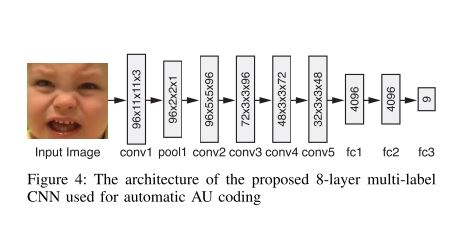 96x11x11x3
96x2x2x1
96x5x5x96
72x3x3x96
48x3x3x72
32x3x3x48
4096
4096
9
Input Image conv1 pool1 conv2 conv3 conv4 conv5 fc1 fc2 fc3
Figure 4: The architecture of the proposed 8-layer multi-label
CNN used for automatic AU coding